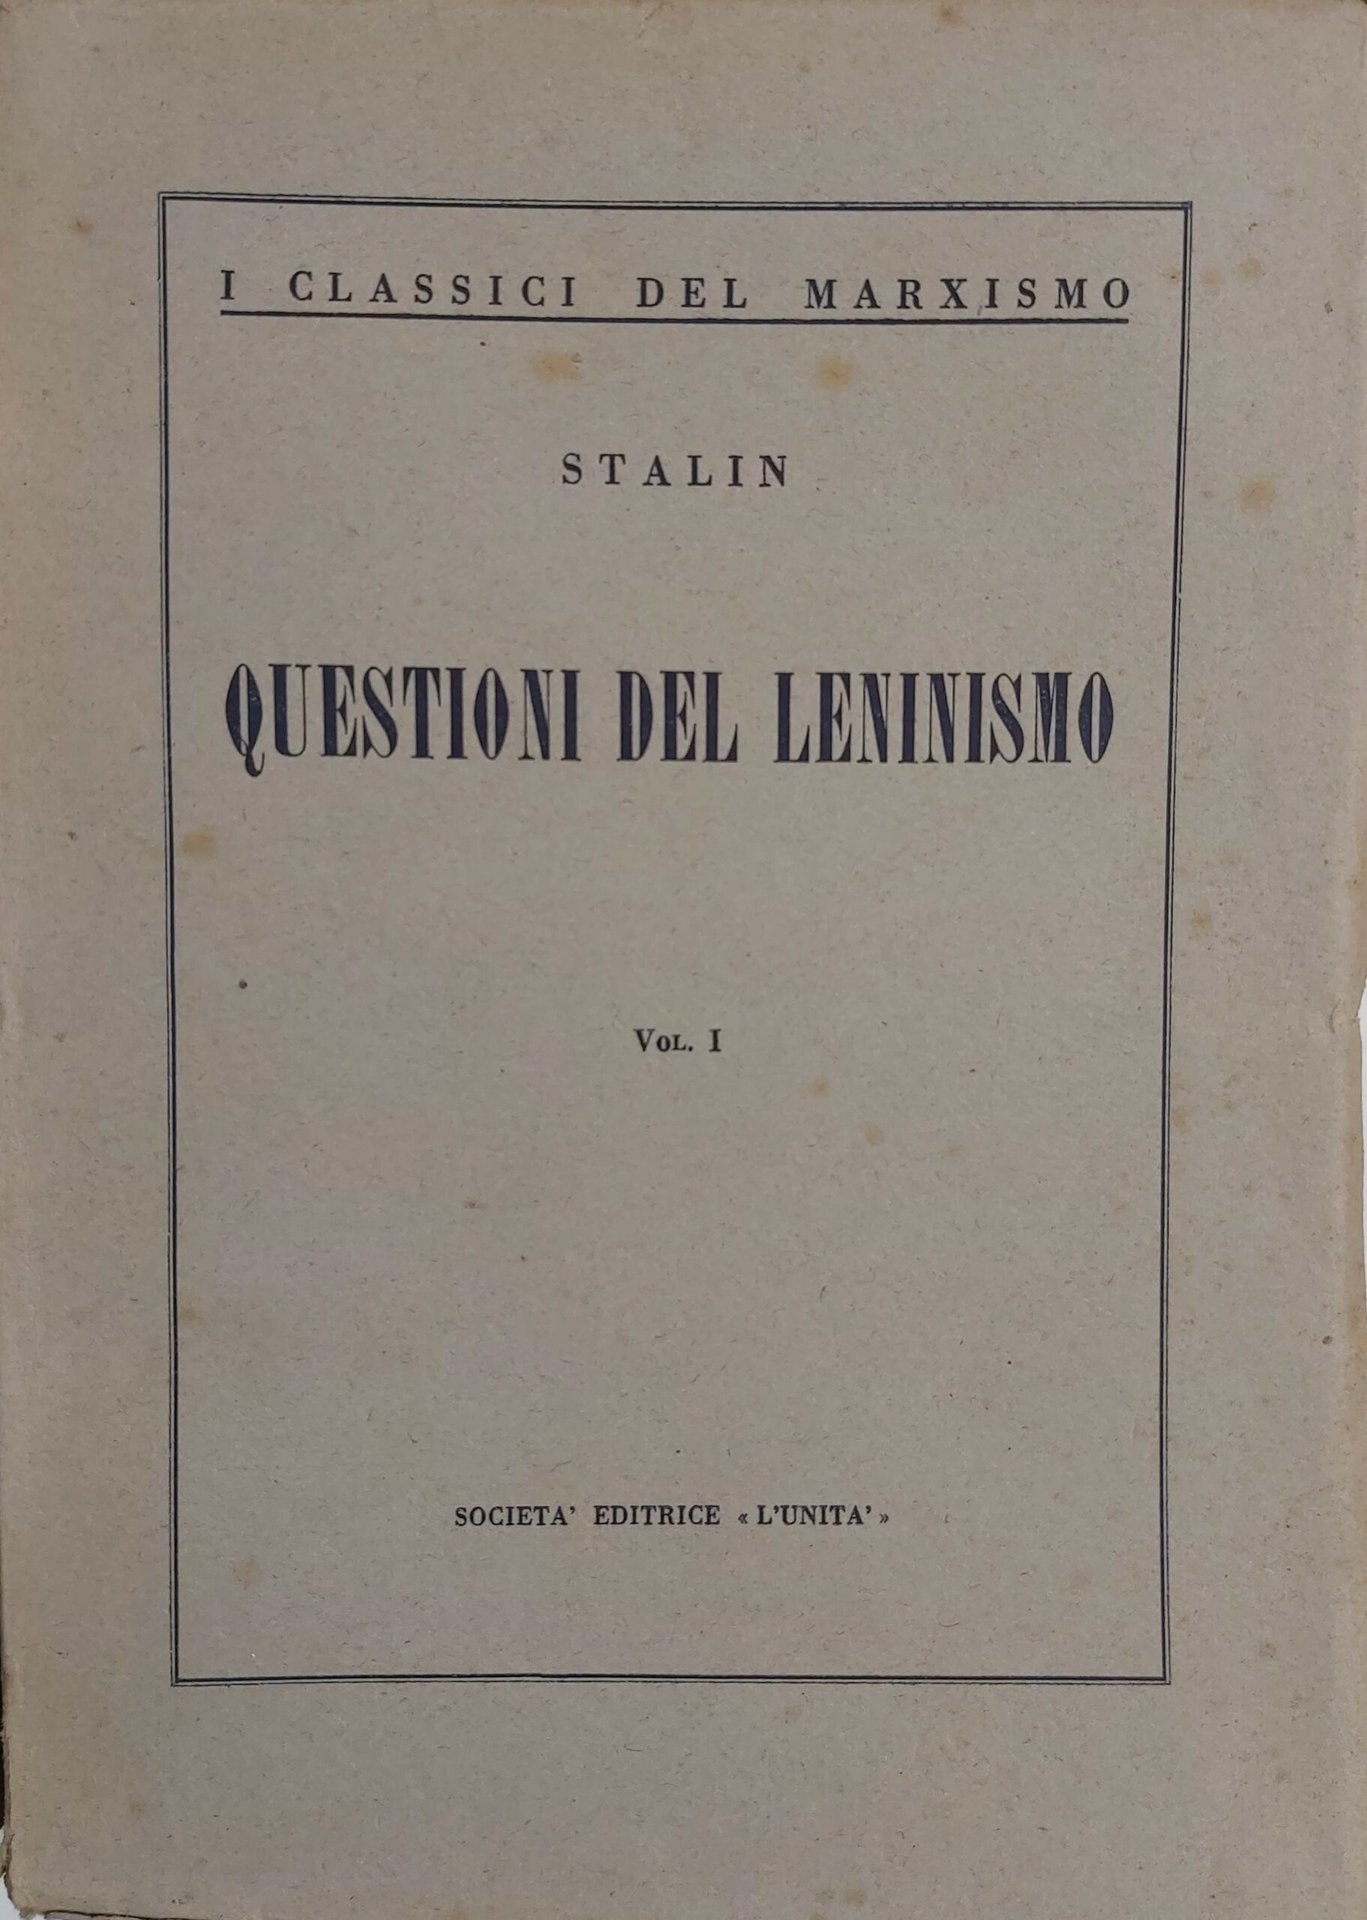 I CLASSICI DEL MARXISMO
STALIN
QUESTIONI DEL LENINISMO
VOL. I
SOCIETA' EDITRICE «L'UNITA'»